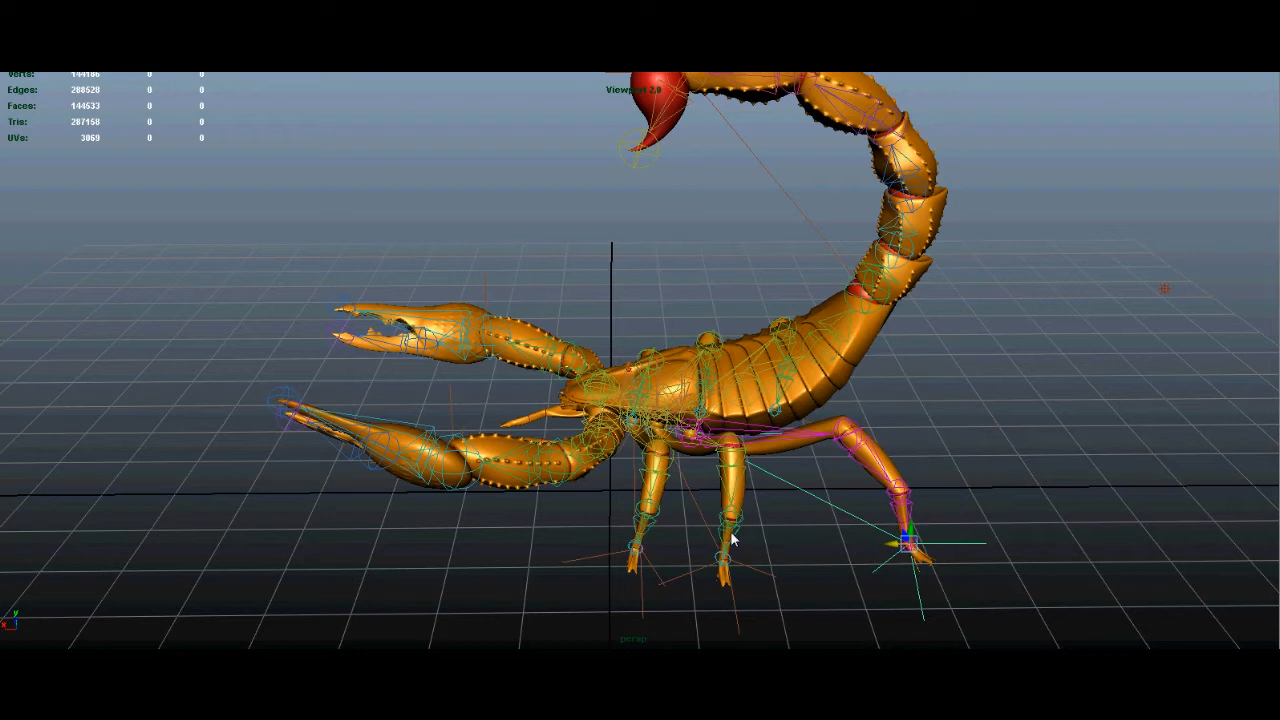 Verts: 144186 0 0
Edges: 288528 0 0
Faces: 144533 0 0
Tris: 287158 0 0
UVs: 3069 0 0
Viewport 2.0
persp
y
x